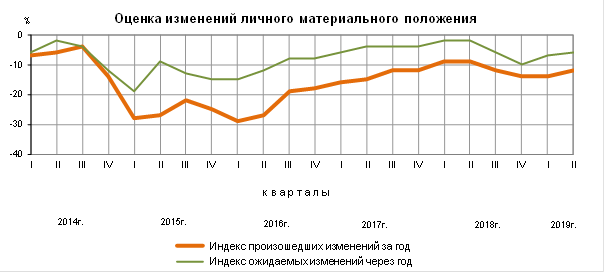 Оценка изменений личного материального положения
%
0
-10
-20
-30
-40
I II III IV I II III IV I II III IV I II III IV I II III IV I II
кварталы
2014г. 2015г. 2016г. 2017г. 2018г. 2019г.
Индекс произошедших изменений за год
Индекс ожидаемых изменений через год